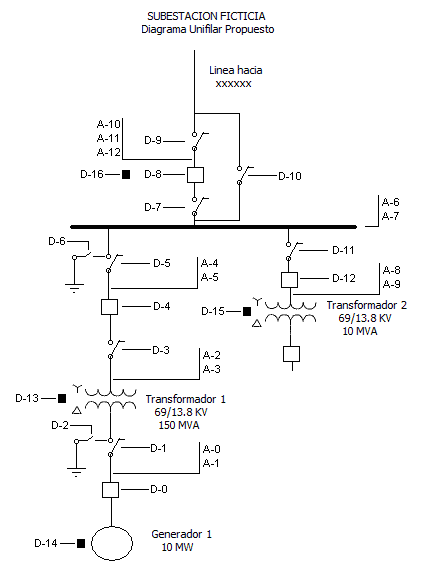 SUBESTACION FICTICIA
Diagrama Unifilar Propuesto
Linea hacia
xxxxxx
A-10
A-11
A-12
D-9
D-16
D-8
D-10
D-7
A-6
A-7
D-6
D-5
A-4
A-5
D-11
D-12
A-8
A-9
D-4
D-15
Transformador 2
69/13.8 KV
10 MVA
D-3
A-2
A-3
D-13
Transformador 1
69/13.8 KV
150 MVA
D-2
D-1
A-0
A-1
D-0
D-14
Generador 1
10 MW